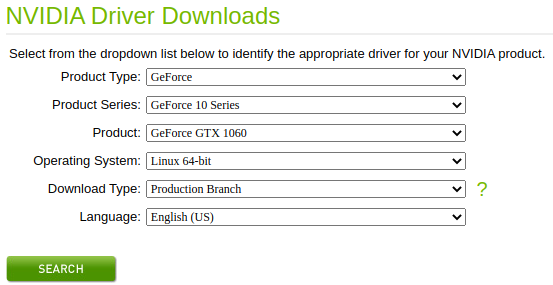 NVIDIA Driver Downloads
Select from the dropdown list below to identify the appropriate driver for your NVIDIA product.
Product Type: GeForce
Product Series: GeForce 10 Series
Product: GeForce GTX 1060
Operating System: Linux 64-bit
Download Type: Production Branch ?
Language: English (US)
SEARCH